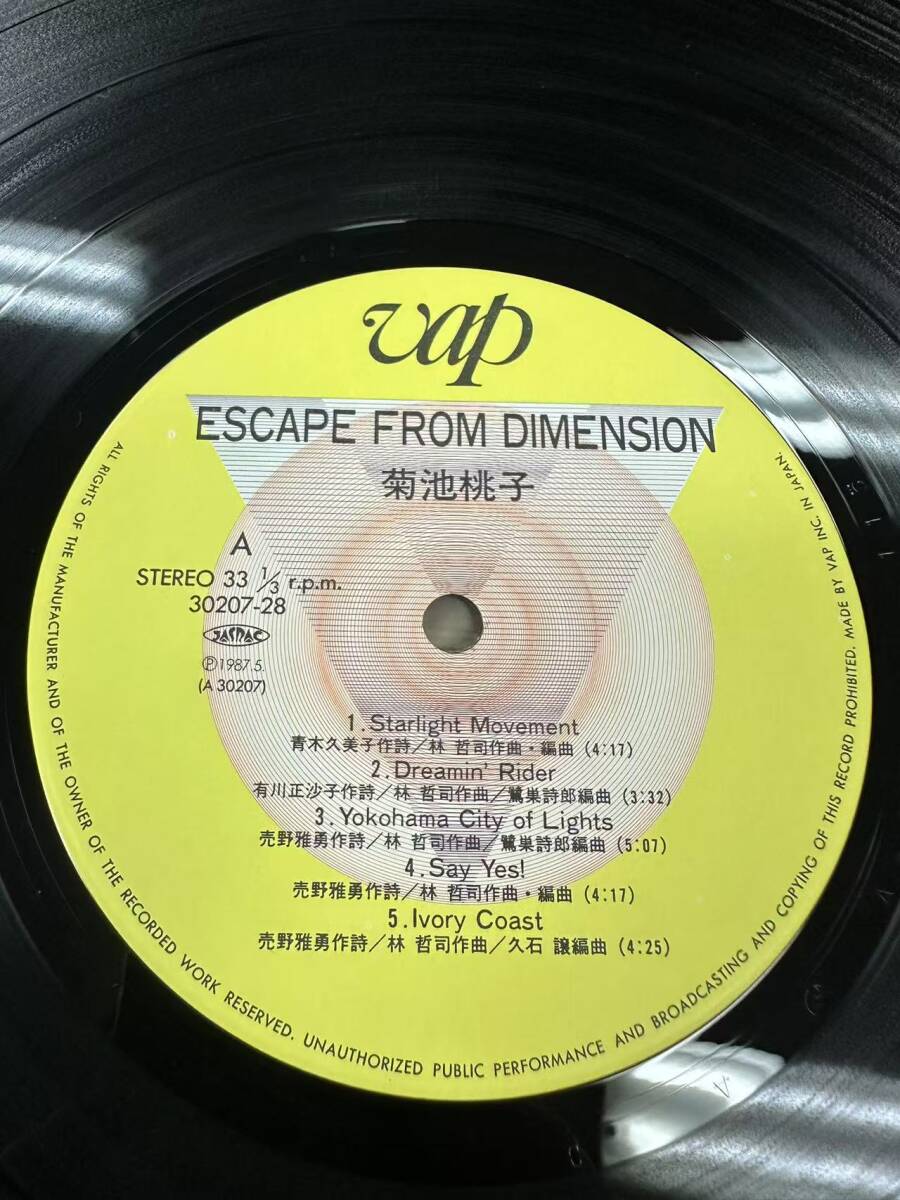 vap
ESCAPE FROM DIMENSION
菊池桃子
A
STEREO 33 1/3 r.p.m.
30207-28
JASRAC
Ⓟ1987.5.
(A 30207)
1.Starlight Movement
青木久美子作詩/林 哲司作曲・編曲 (4:17)
2.Dreamin' Rider
有川正沙子作詩/林 哲司作曲/鷺巣詩郎編曲 (3:32)
3.Yokohama City of Lights
売野雅勇作詩/林 哲司作曲/鷺巣詩郎編曲 (5:07)
4.Say Yes!
売野雅勇作詩/林 哲司作曲・編曲 (4:17)
5.Ivory Coast
売野雅勇作詩/林 哲司作曲/久石 譲編曲 (4:25)
ALL RIGHTS OF THE MANUFACTURER AND OF THE OWNER OF THE RECORDED WORK RESERVED. UNAUTHORIZED PUBLIC PERFORMANCE AND BROADCASTING AND COPYING OF THIS RECORD PROHIBITED. MADE BY VAP INC. IN JAPAN.